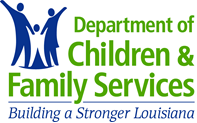 Department of
Children &
Family Services
Building a Stronger Louisiana